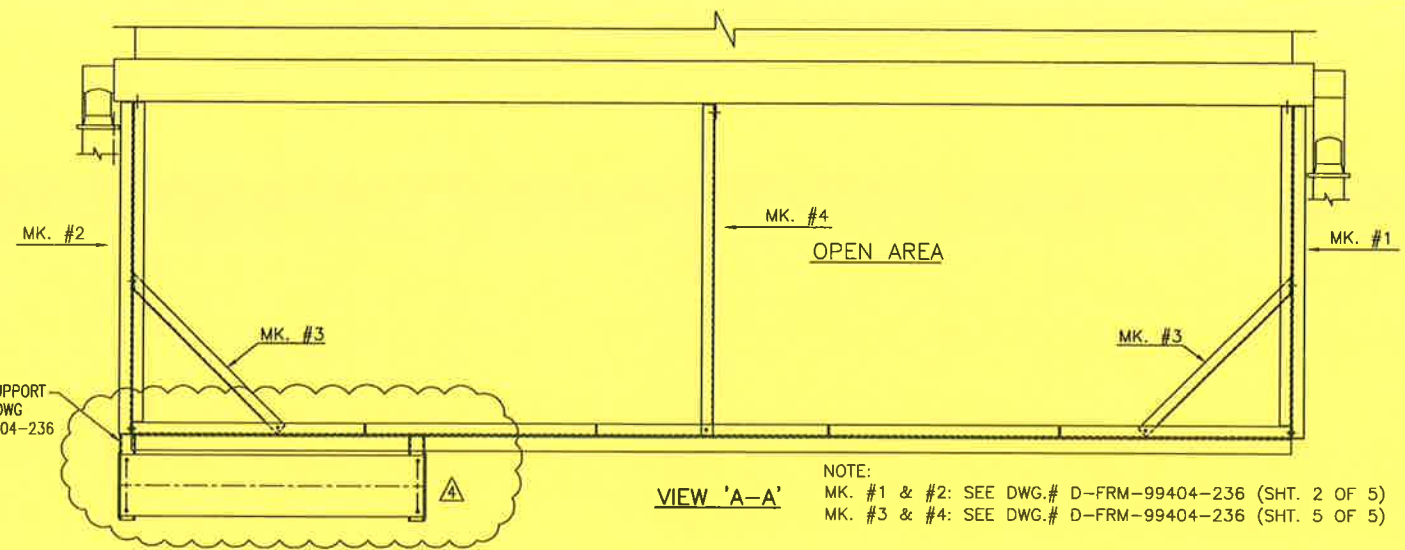 MK. #2
MK. #4
OPEN AREA
MK. #1
MK. #3
MK. #3
UPPORT
DWG
04-236
4
VIEW 'A-A'
NOTE:
MK. #1 & #2: SEE DWG.# D-FRM-99404-236 (SHT. 2 OF 5)
MK. #3 & #4: SEE DWG.# D-FRM-99404-236 (SHT. 5 OF 5)